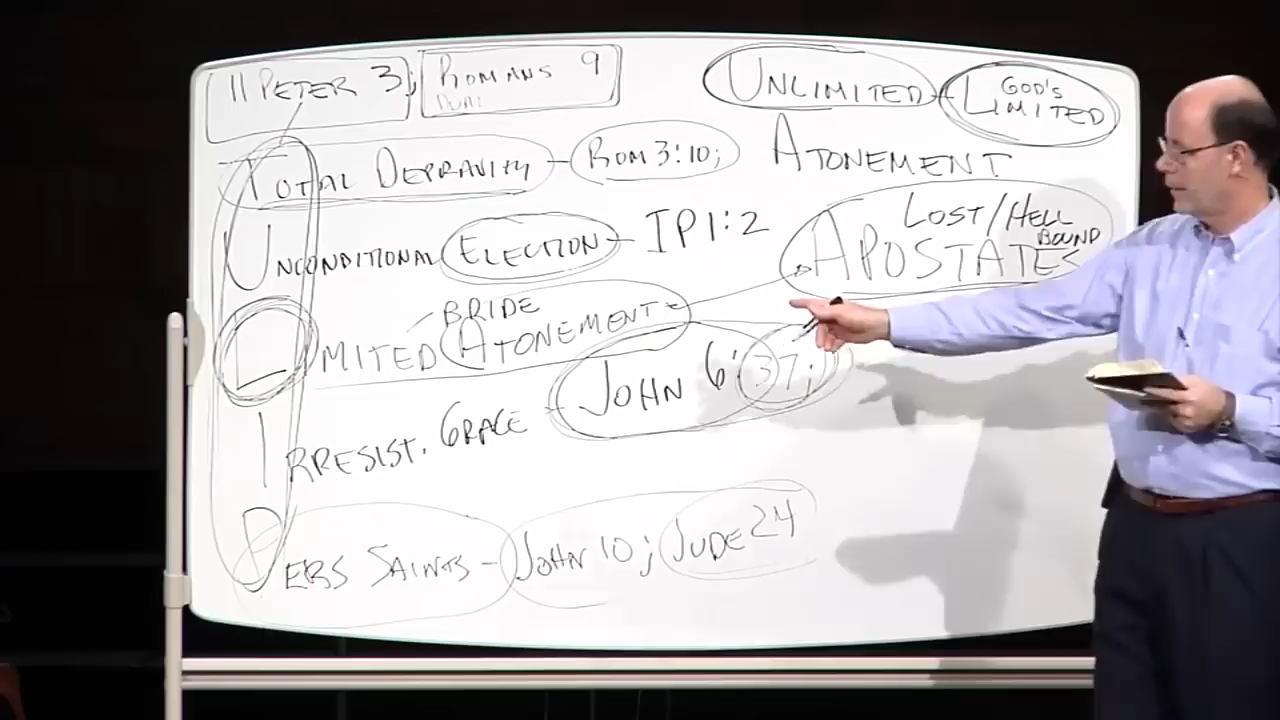 II PETER 3; ROMANS 9
UNLIMITED - GOD'S LIMITED
ATONEMENT
TOTAL DEPRAVITY - ROM 3:10;
UNCONDITIONAL ELECTION - I P 1:2
LOST/HELL BOUND
APOSTATES
BRIDE
LIMITED ATONEMENT -
IRRESIST. GRACE - JOHN 6:37;
PERS SAINTS - JOHN 10; JUDE 24